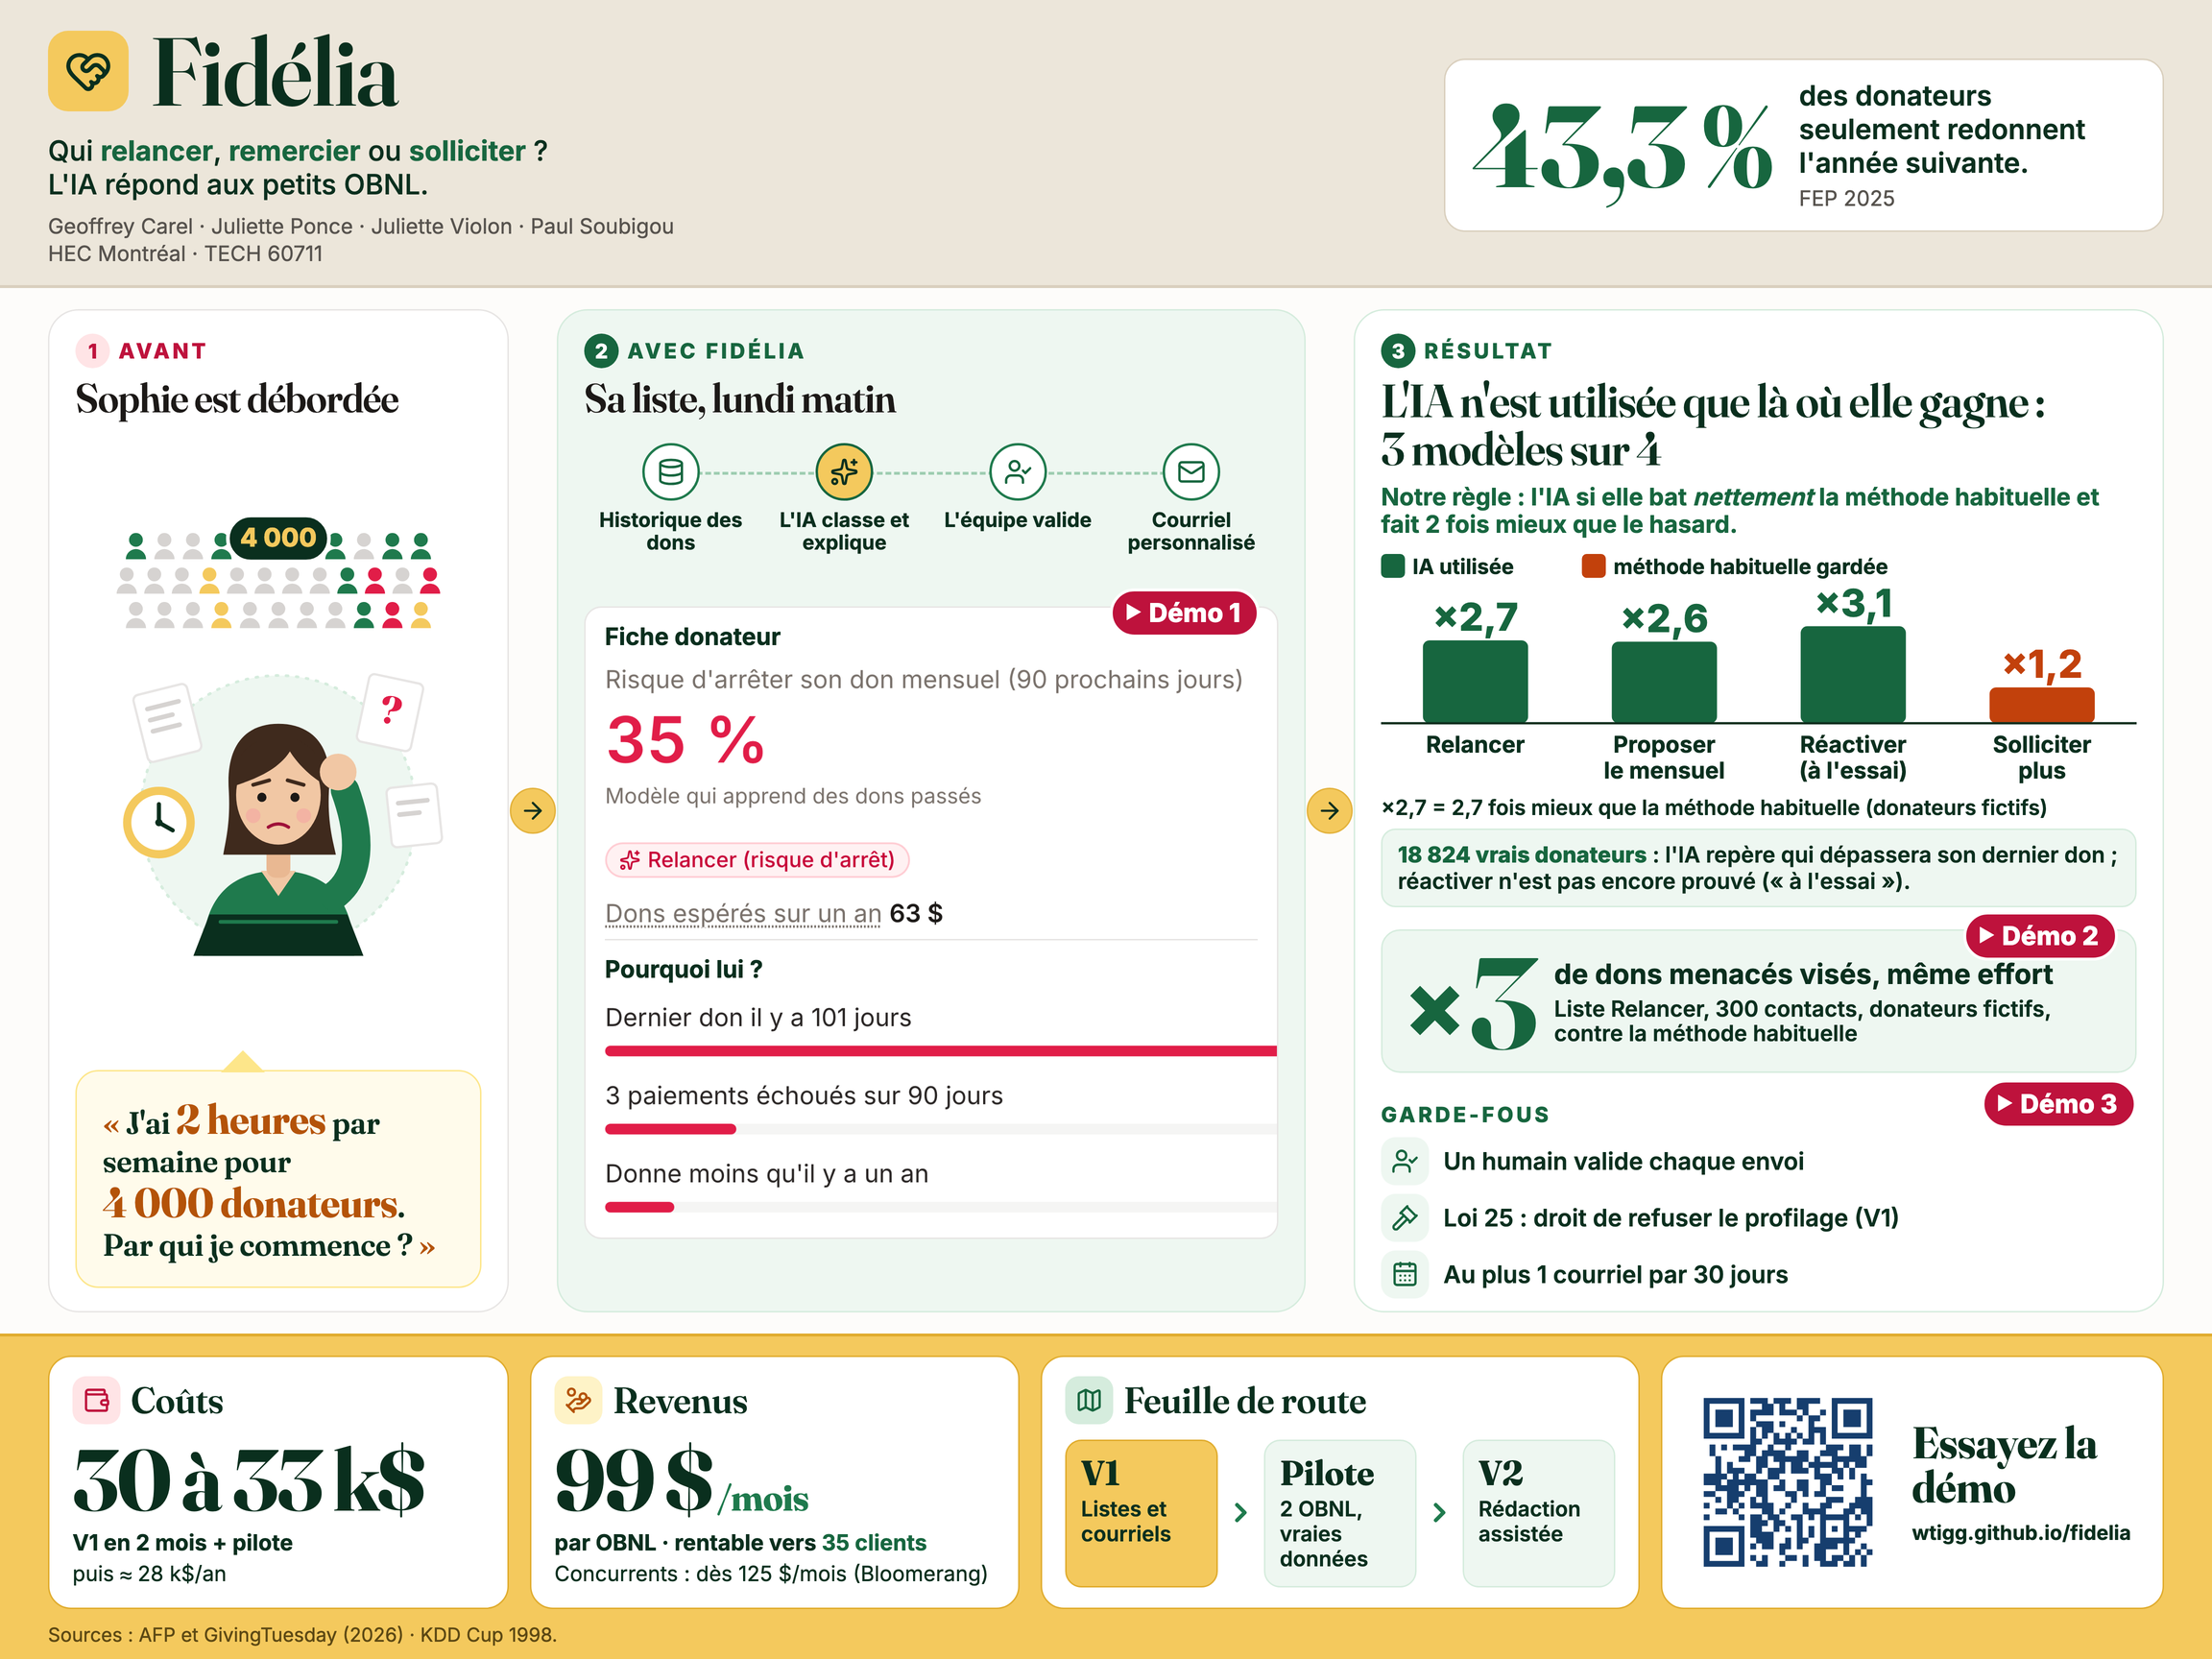 Fidélia
Qui relancer, remercier ou solliciter ?
L'IA répond aux petits OBNL.
Geoffrey Carel · Juliette Ponce · Juliette Violon · Paul Soubigou
HEC Montréal · TECH 60711
43,3 %
des donateurs
seulement redonnent
l'année suivante.
FEP 2025
1 AVANT
Sophie est débordée
4 000
?
« J'ai 2 heures par
semaine pour
4 000 donateurs.
Par qui je commence ? »
2 AVEC FIDÉLIA
Sa liste, lundi matin
Historique des
dons
L'IA classe et
explique
L'équipe valide
Courriel
personnalisé
Démo 1
Fiche donateur
Risque d'arrêter son don mensuel (90 prochains jours)
35 %
Modèle qui apprend des dons passés
Relancer (risque d'arrêt)
Dons espérés sur un an 63 $
Pourquoi lui ?
Dernier don il y a 101 jours
3 paiements échoués sur 90 jours
Donne moins qu'il y a un an
3 RÉSULTAT
L'IA n'est utilisée que là où elle gagne :
3 modèles sur 4
Notre règle : l'IA si elle bat nettement la méthode habituelle et
fait 2 fois mieux que le hasard.
IA utilisée
méthode habituelle gardée
×2,7
×2,6
×3,1
×1,2
Relancer
Proposer
le mensuel
Réactiver
(à l'essai)
Solliciter
plus
×2,7 = 2,7 fois mieux que la méthode habituelle (donateurs fictifs)
18 824 vrais donateurs : l'IA repère qui dépassera son dernier don ;
réactiver n'est pas encore prouvé (« à l'essai »).
Démo 2
×3
de dons menacés visés, même effort
Liste Relancer, 300 contacts, donateurs fictifs,
contre la méthode habituelle
Démo 3
GARDE-FOUS
Un humain valide chaque envoi
Loi 25 : droit de refuser le profilage (V1)
Au plus 1 courriel par 30 jours
Coûts
30 à 33 k$
V1 en 2 mois + pilote
puis ≈ 28 k$/an
Revenus
99 $/mois
par OBNL · rentable vers 35 clients
Concurrents : dès 125 $/mois (Bloomerang)
Feuille de route
V1
Listes et
courriels
Pilote
2 OBNL,
vraies
données
V2
Rédaction
assistée
Essayez la
démo
wtigg.github.io/fidelia
Sources : AFP et GivingTuesday (2026) · KDD Cup 1998.